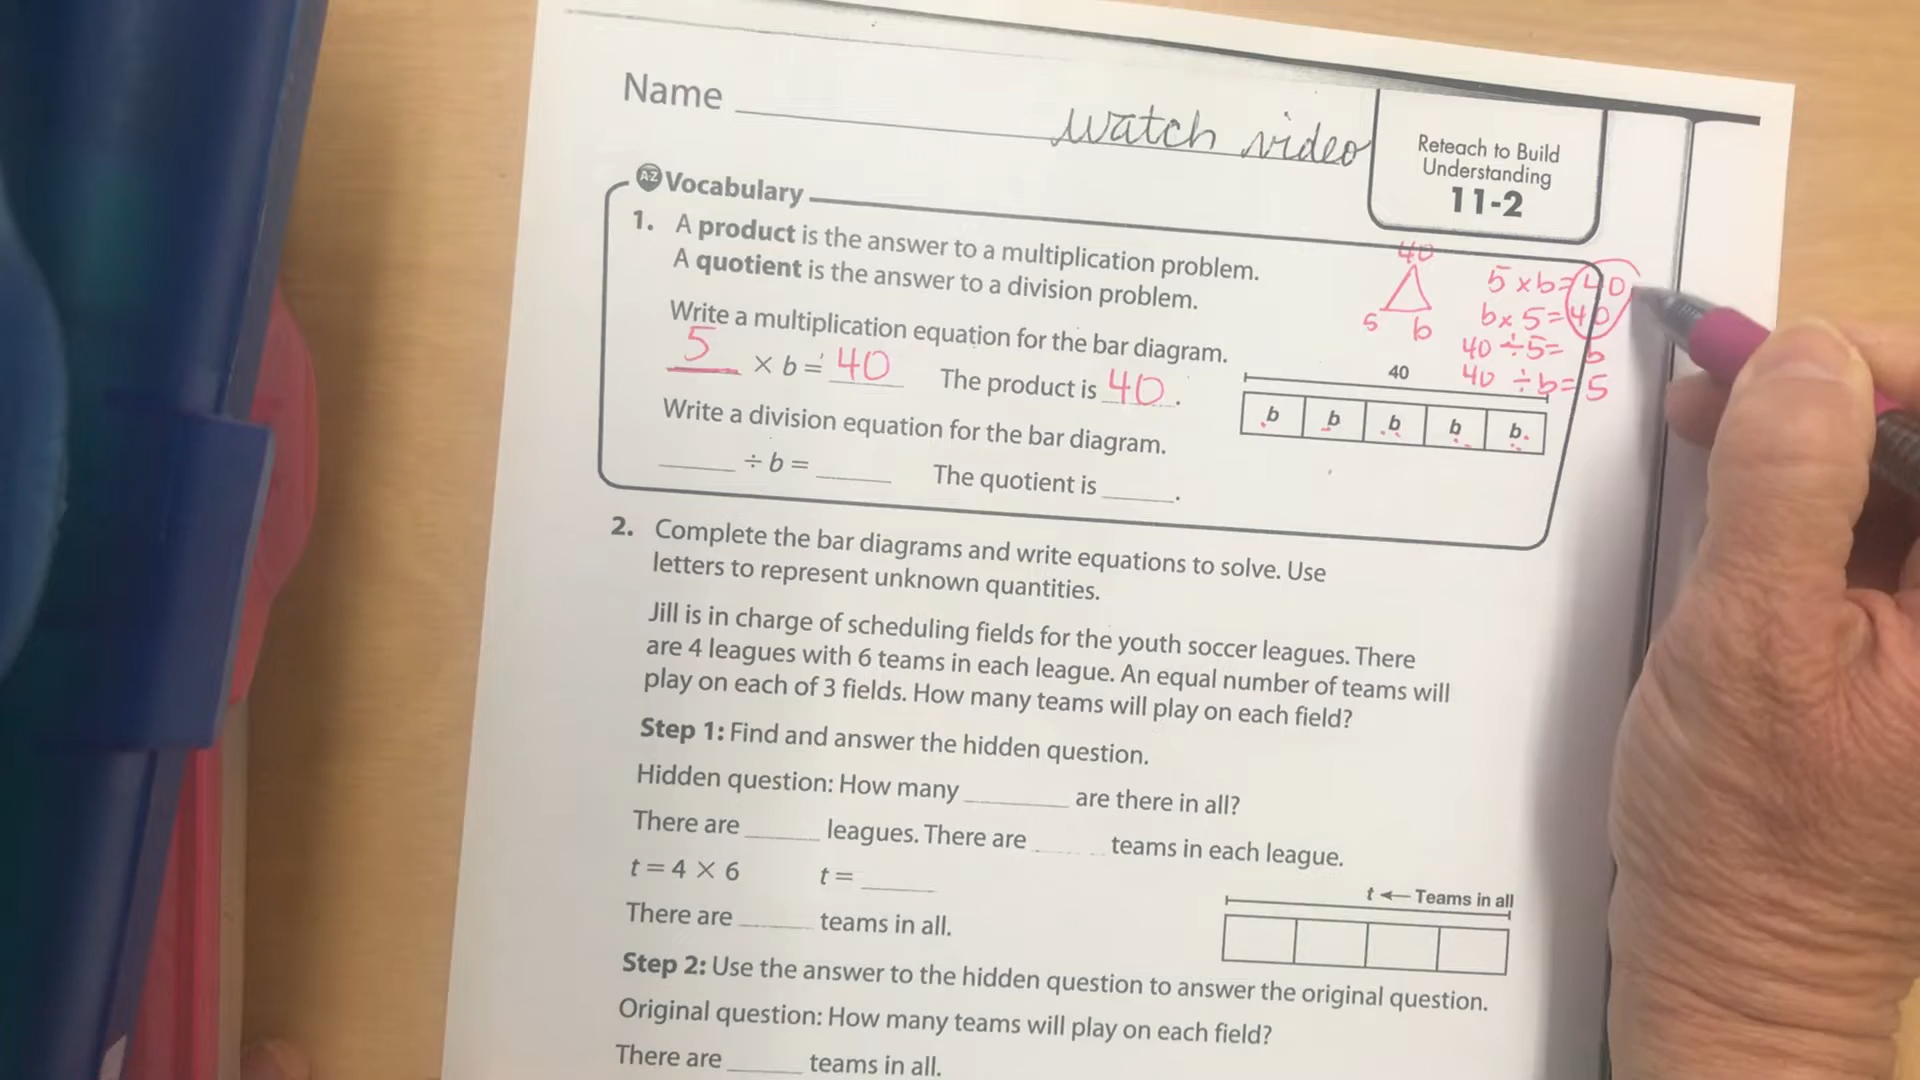 Name watch video
Reteach to Build
Understanding
11-2
A-Z Vocabulary
1. A product is the answer to a multiplication problem.
A quotient is the answer to a division problem.
Write a multiplication equation for the bar diagram.
5 × b = 40 The product is 40.
Write a division equation for the bar diagram.
____ ÷ b = ____ The quotient is ____.
40
5 b
5 × b = 40
b × 5 = 40
40 ÷ 5 = b
40 ÷ b = 5
40
b b b b b
2. Complete the bar diagrams and write equations to solve. Use
letters to represent unknown quantities.
Jill is in charge of scheduling fields for the youth soccer leagues. There
are 4 leagues with 6 teams in each league. An equal number of teams will
play on each of 3 fields. How many teams will play on each field?
Step 1: Find and answer the hidden question.
Hidden question: How many ____ are there in all?
There are ____ leagues. There are ____ teams in each league.
t = 4 × 6 t = ____
There are ____ teams in all.
t ← Teams in all
Step 2: Use the answer to the hidden question to answer the original question.
Original question: How many teams will play on each field?
There are ____ teams in all.